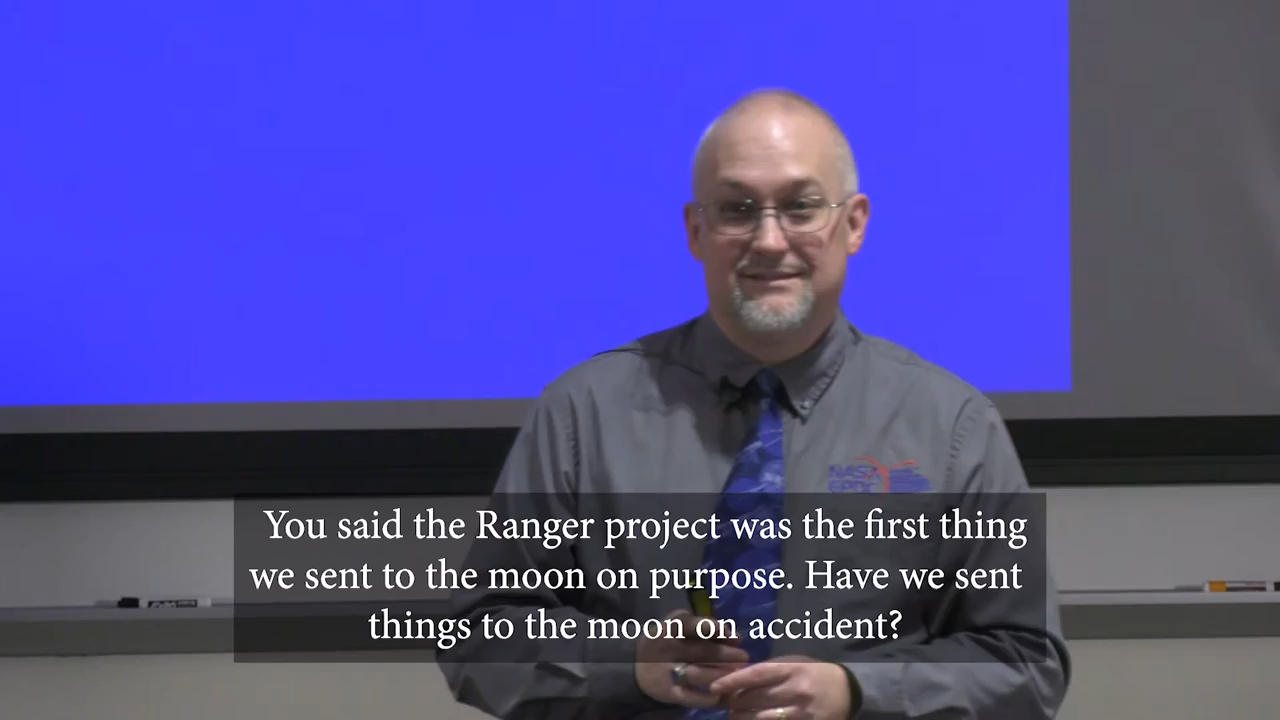 You said the Ranger project was the first thing
we sent to the moon on purpose. Have we sent
things to the moon on accident?
NASA